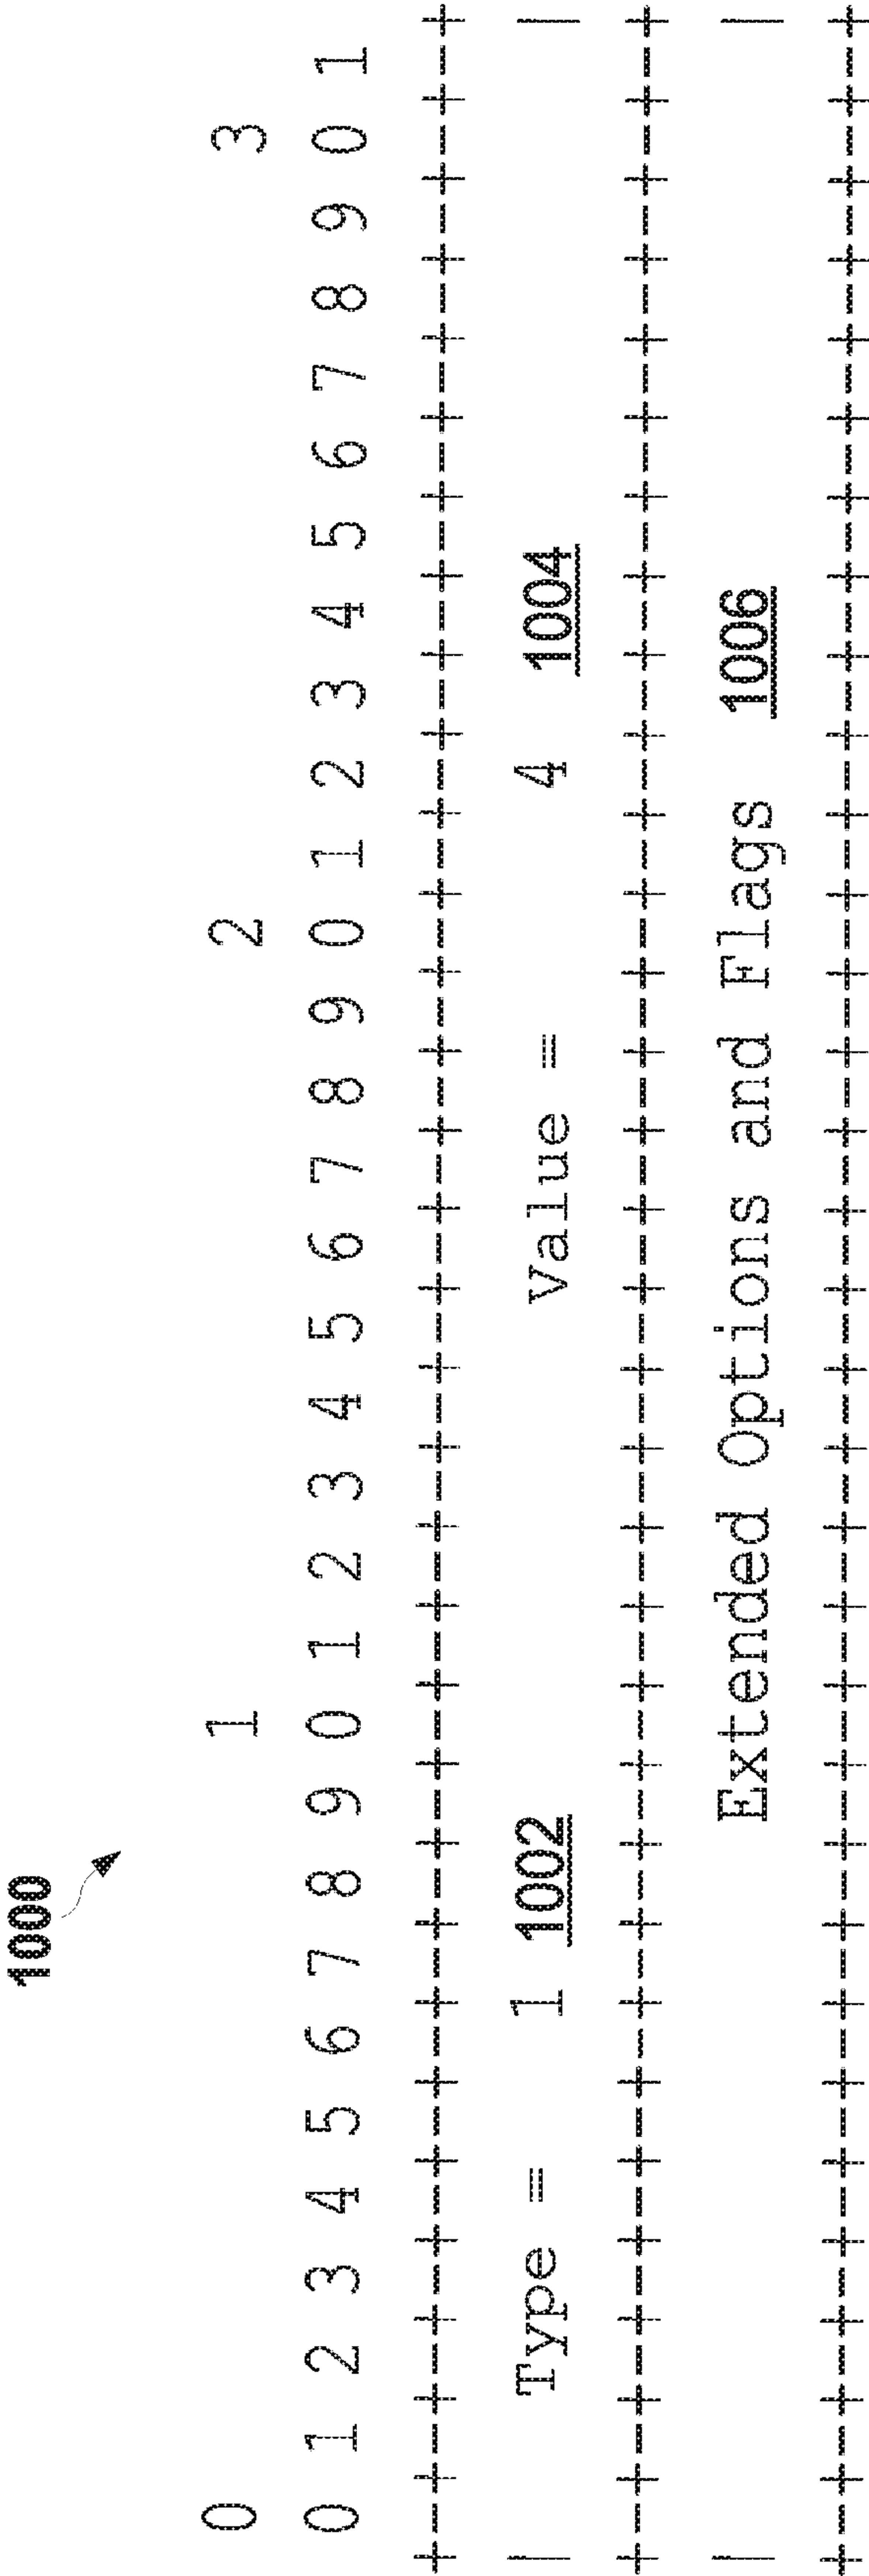 1000
0 1 2 3
0 1 2 3 4 5 6 7 8 9 0 1 2 3 4 5 6 7 8 9 0 1 2 3 4 5 6 7 8 9 0 1
+-+-+-+-+-+-+-+-+-+-+-+-+-+-+-+-+-+-+-+-+-+-+-+-+-+-+-+-+-+-+-+-+
| Type = 1 1002 Value = 4 1004 |
+-+-+-+-+-+-+-+-+-+-+-+-+-+-+-+-+-+-+-+-+-+-+-+-+-+-+-+-+-+-+-+-+
| Extended Options and Flags 1006 |
+-+-+-+-+-+-+-+-+-+-+-+-+-+-+-+-+-+-+-+-+-+-+-+-+-+-+-+-+-+-+-+-+